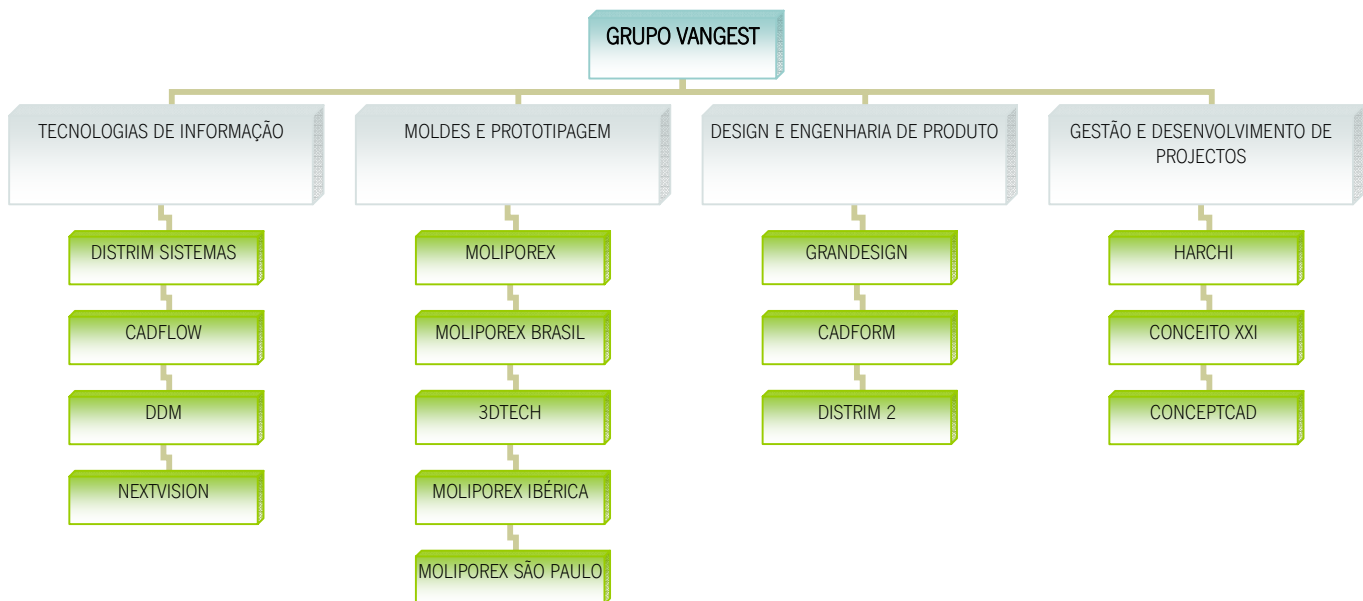 GRUPO VANGEST
TECNOLOGIAS DE INFORMAÇÃO
MOLDES E PROTOTIPAGEM
DESIGN E ENGENHARIA DE PRODUTO
GESTÃO E DESENVOLVIMENTO DE
PROJECTOS
DISTRIM SISTEMAS
MOLIPOREX
GRANDESIGN
HARCHI
CADFLOW
MOLIPOREX BRASIL
CADFORM
CONCEITO XXI
DDM
3DTECH
DISTRIM 2
CONCEPTCAD
NEXTVISION
MOLIPOREX IBÉRICA
MOLIPOREX SÃO PAULO